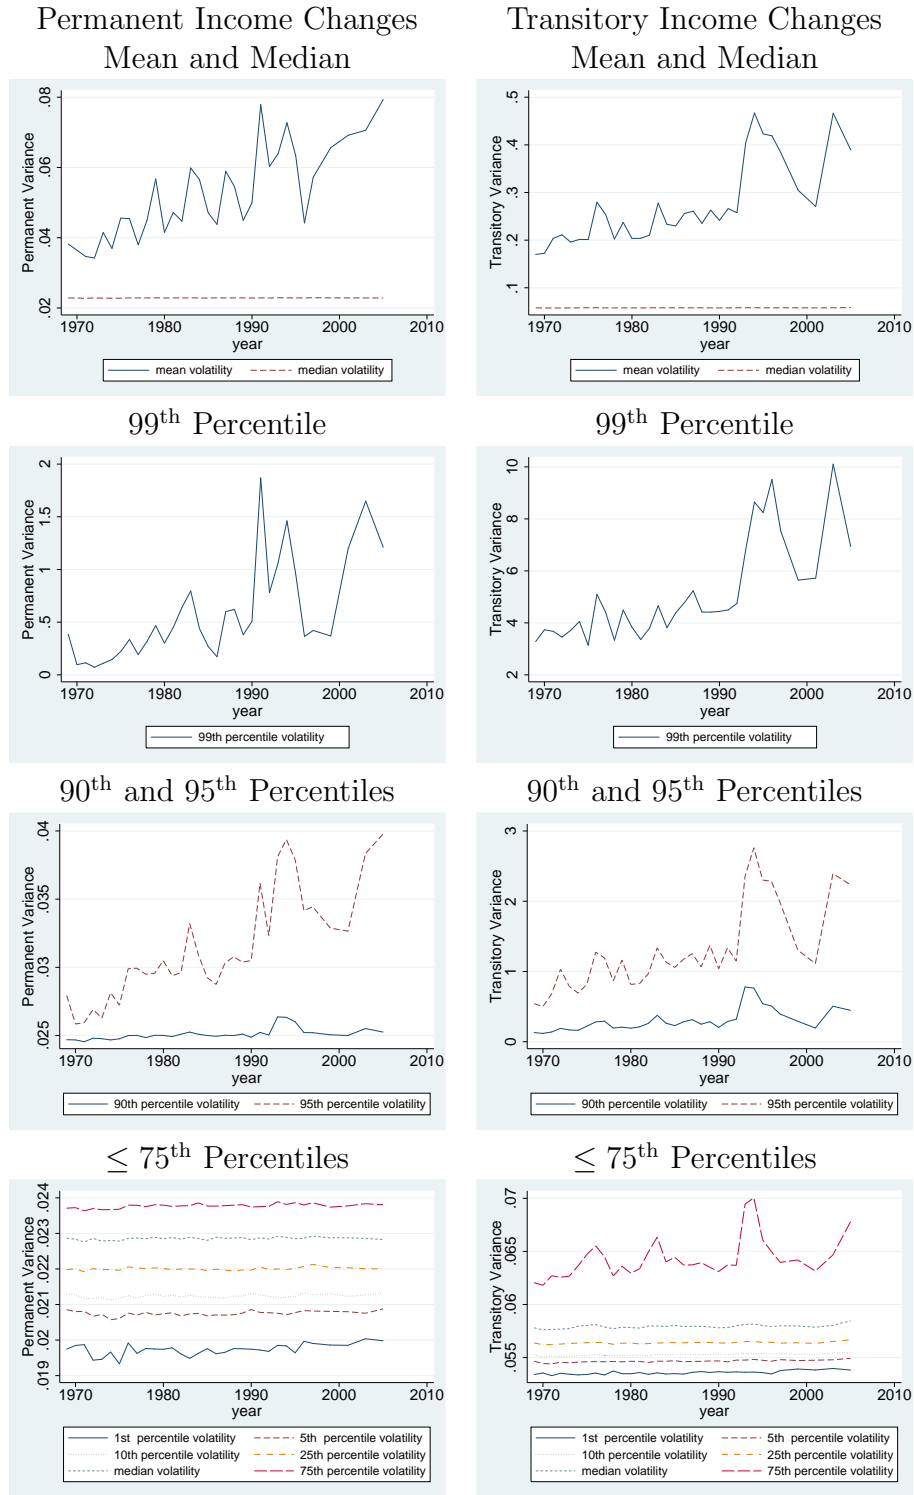 Permanent Income Changes
Mean and Median
Permanent Variance
.08
.06
.04
.02
1970 1980 1990 2000 2010
year
mean volatility median volatility
Transitory Income Changes
Mean and Median
Transitory Variance
.5
.4
.3
.2
.1
1970 1980 1990 2000 2010
year
mean volatility median volatility
99th Percentile
Permanent Variance
2
1.5
1
.5
0
1970 1980 1990 2000 2010
year
99th percentile volatility
99th Percentile
Transitory Variance
10
8
6
4
2
1970 1980 1990 2000 2010
year
99th percentile volatility
90th and 95th Percentiles
Permanent Variance
.04
.035
.03
.025
1970 1980 1990 2000 2010
year
90th percentile volatility 95th percentile volatility
90th and 95th Percentiles
Transitory Variance
3
2
1
0
1970 1980 1990 2000 2010
year
90th percentile volatility 95th percentile volatility
≤ 75th Percentiles
Permanent Variance
.024
.023
.022
.021
.02
.019
1970 1980 1990 2000 2010
year
1st percentile volatility 5th percentile volatility
10th percentile volatility 25th percentile volatility
median volatility 75th percentile volatility
≤ 75th Percentiles
Transitory Variance
.07
.065
.06
.055
1970 1980 1990 2000 2010
year
1st percentile volatility 5th percentile volatility
10th percentile volatility 25th percentile volatility
median volatility 75th percentile volatility